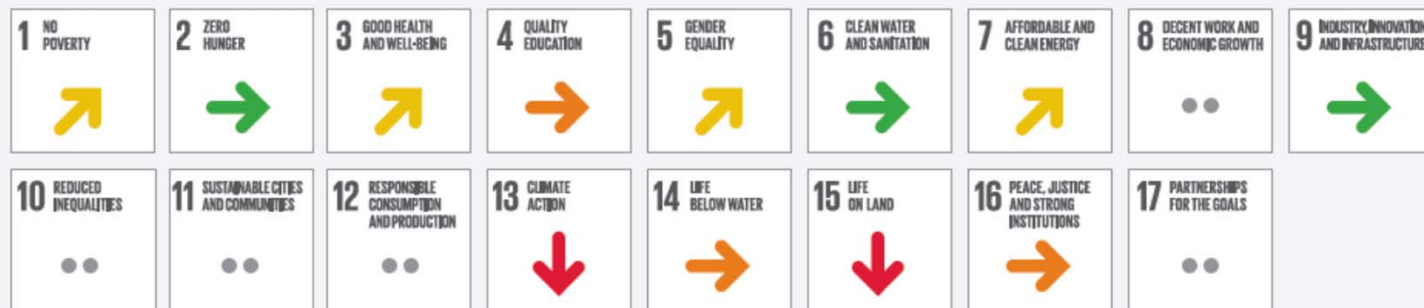 1 NO
POVERTY
2 ZERO
HUNGER
3 GOOD HEALTH
AND WELL-BEING
4 QUALITY
EDUCATION
5 GENDER
EQUALITY
6 CLEAN WATER
AND SANITATION
7 AFFORDABLE AND
CLEAN ENERGY
8 DECENT WORK AND
ECONOMIC GROWTH
9 INDUSTRY, INNOVATION
AND INFRASTRUCTURE
10 REDUCED
INEQUALITIES
11 SUSTAINABLE CITIES
AND COMMUNITIES
12 RESPONSIBLE
CONSUMPTION
AND PRODUCTION
13 CLIMATE
ACTION
14 LIFE
BELOW WATER
15 LIFE
ON LAND
16 PEACE, JUSTICE
AND STRONG
INSTITUTIONS
17 PARTNERSHIPS
FOR THE GOALS